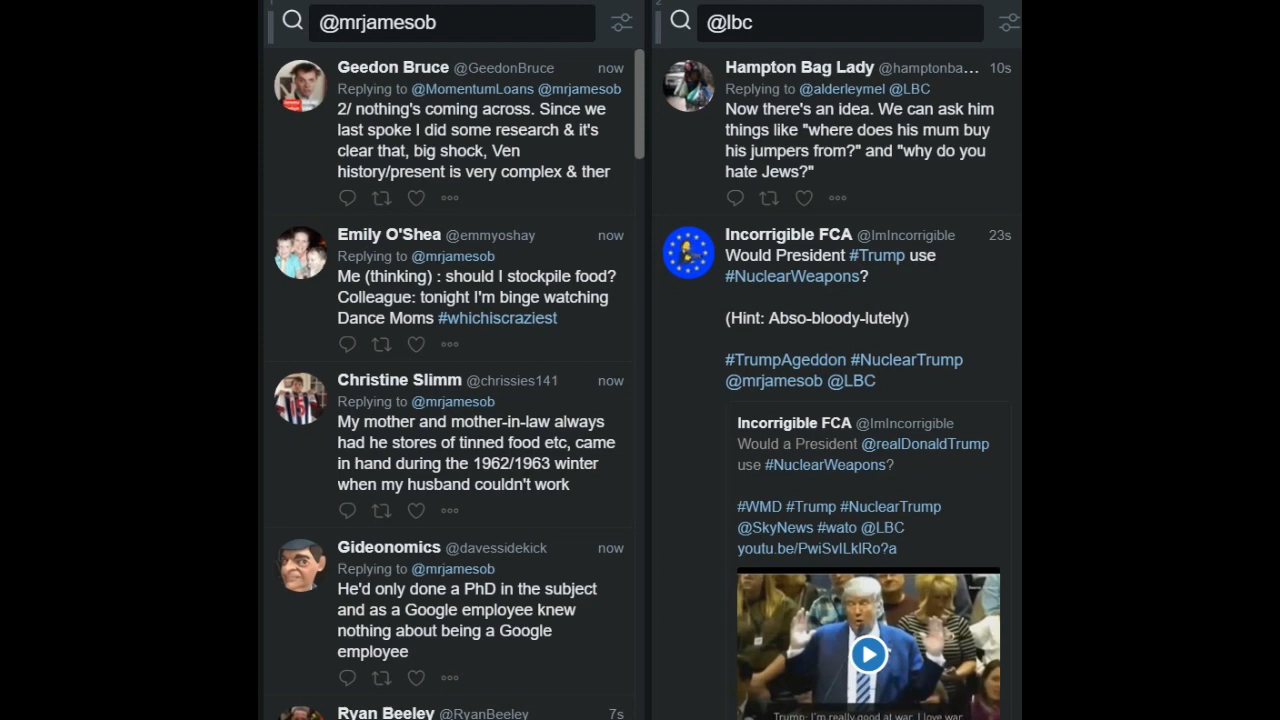 1
@mrjamesob
Geedon Bruce @GeedonBruce now
Replying to @MomentumLoans @mrjamesob
2/ nothing's coming across. Since we
last spoke I did some research & it's
clear that, big shock, Ven
history/present is very complex & ther
Emily O'Shea @emmyoshay now
Replying to @mrjamesob
Me (thinking) : should I stockpile food?
Colleague: tonight I'm binge watching
Dance Moms #whichiscraziest
Christine Slimm @chrissies141 now
Replying to @mrjamesob
My mother and mother-in-law always
had he stores of tinned food etc, came
in hand during the 1962/1963 winter
when my husband couldn't work
Gideonomics @davessidekick now
Replying to @mrjamesob
He'd only done a PhD in the subject
and as a Google employee knew
nothing about being a Google
employee
Ryan Beeley @RyanBeeley 7s
2
@lbc
Hampton Bag Lady @hamptonba... 10s
Replying to @alderleymel @LBC
Now there's an idea. We can ask him
things like "where does his mum buy
his jumpers from?" and "why do you
hate Jews?"
Incorrigible FCA @ImIncorrigible 23s
Would President #Trump use
#NuclearWeapons?
(Hint: Abso-bloody-lutely)
#TrumpAgeddon #NuclearTrump
@mrjamesob @LBC
Incorrigible FCA @ImIncorrigible
Would a President @realDonaldTrump
use #NuclearWeapons?
#WMD #Trump #NuclearTrump
@SkyNews #wato @LBC
youtu.be/PwiSvILklRo?a
Trump: I'm really good at war. I love war